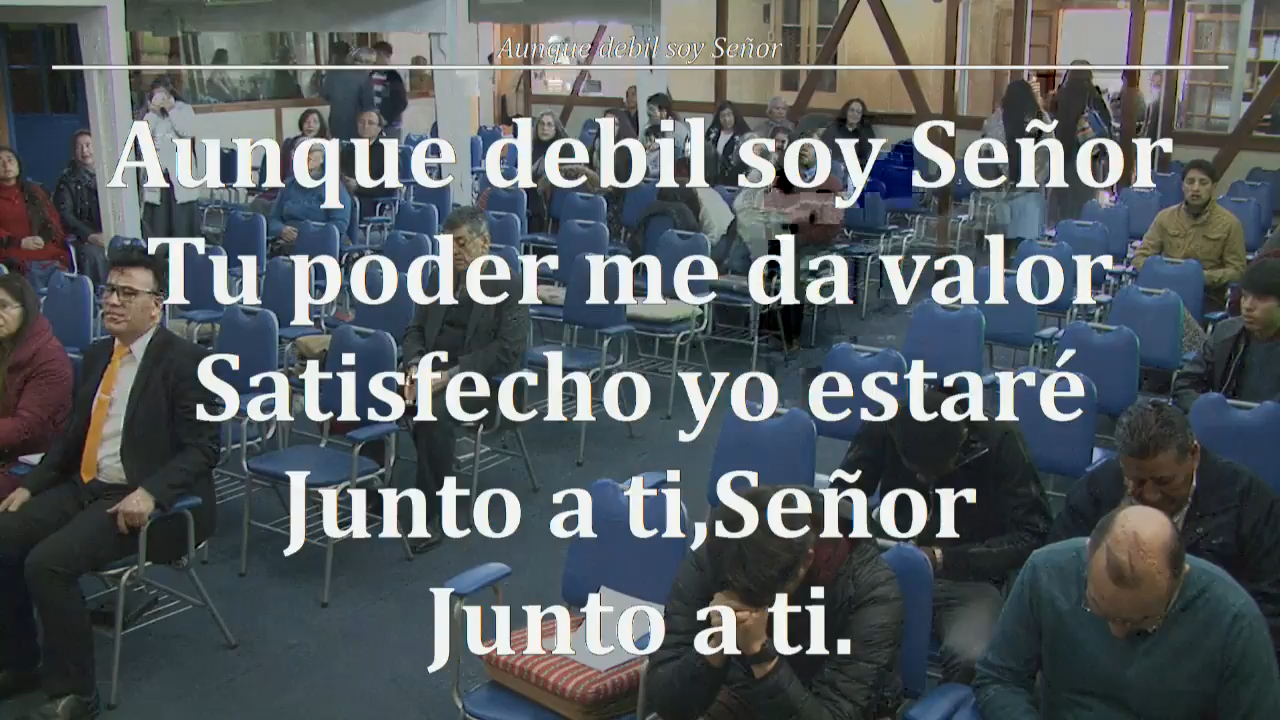 Aunque debil soy Señor
Aunque debil soy Señor
Tu poder me da valor
Satisfecho yo estaré
Junto a ti,Señor
Junto a ti.